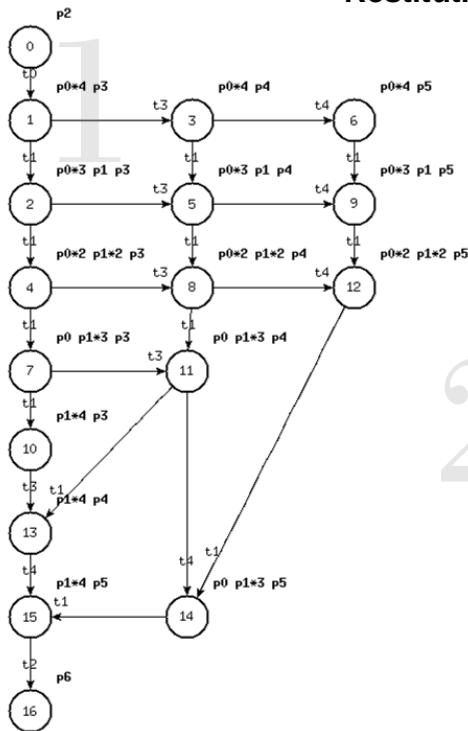 p2
0
t0
p0*4 p3
p0*4 p4
p0*4 p5
1
t3
3
t4
6
t1
t1
t1
p0*3 p1 p3
p0*3 p1 p4
p0*3 p1 p5
2
t3
5
t4
9
t1
t1
t1
p0*2 p1*2 p3
p0*2 p1*2 p4
p0*2 p1*2 p5
4
t3
8
t4
12
t1
t1
p0 p1*3 p3
p0 p1*3 p4
7
t3
11
t1
p1*4 p3
10
t3
t1
p1*4 p4
13
t4
t4
t1
p1*4 p5
p0 p1*3 p5
15
t1
14
t2
p6
16
1
2